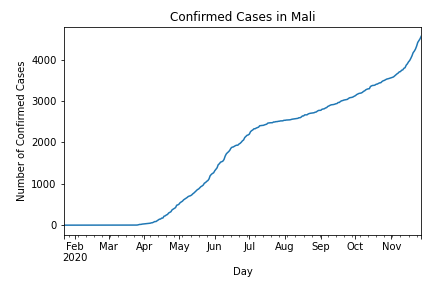 Confirmed Cases in Mali
Number of Confirmed Cases
4000
3000
2000
1000
0
Feb Mar Apr May Jun Jul Aug Sep Oct Nov
2020
Day